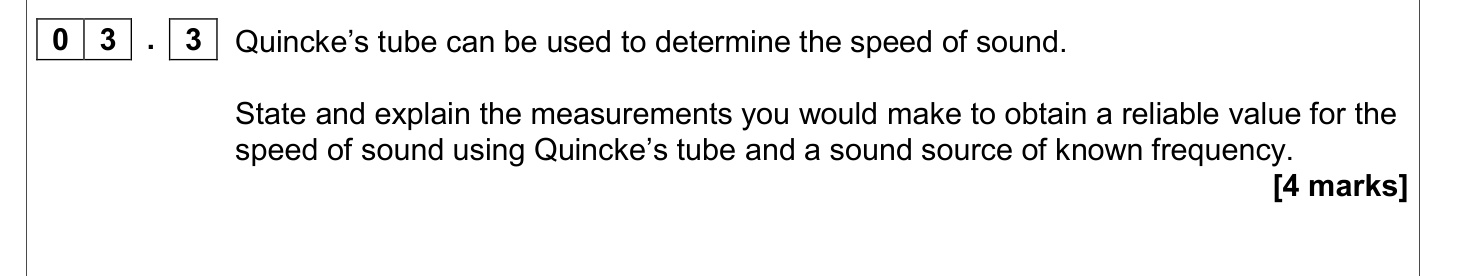 0 3 . 3 Quincke’s tube can be used to determine the speed of sound.
State and explain the measurements you would make to obtain a reliable value for the
speed of sound using Quincke’s tube and a sound source of known frequency.
[4 marks]